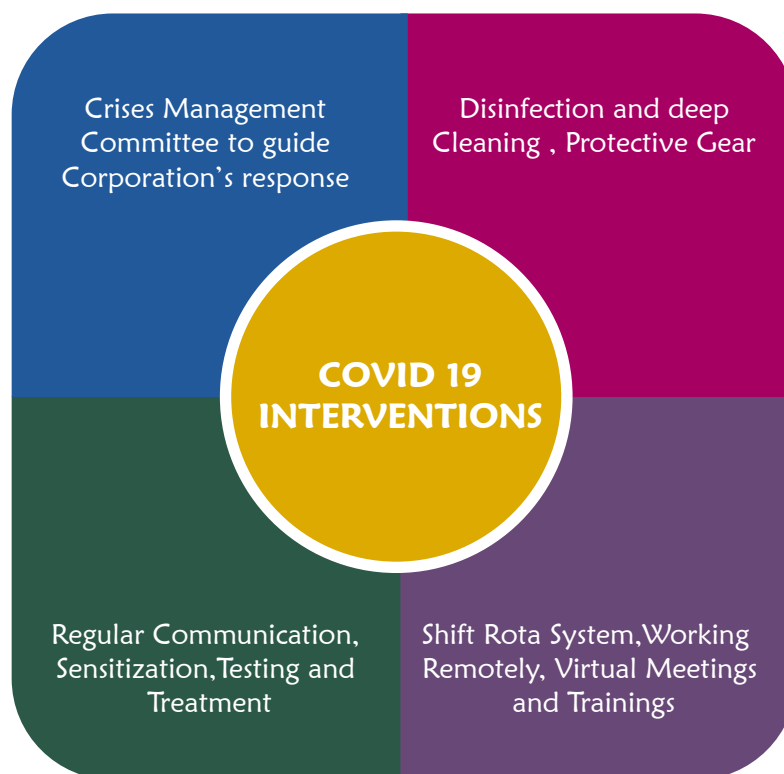 Crises Management
Committee to guide
Corporation's response
Disinfection and deep
Cleaning , Protective Gear
COVID 19
INTERVENTIONS
Regular Communication,
Sensitization,Testing and
Treatment
Shift Rota System,Working
Remotely, Virtual Meetings
and Trainings